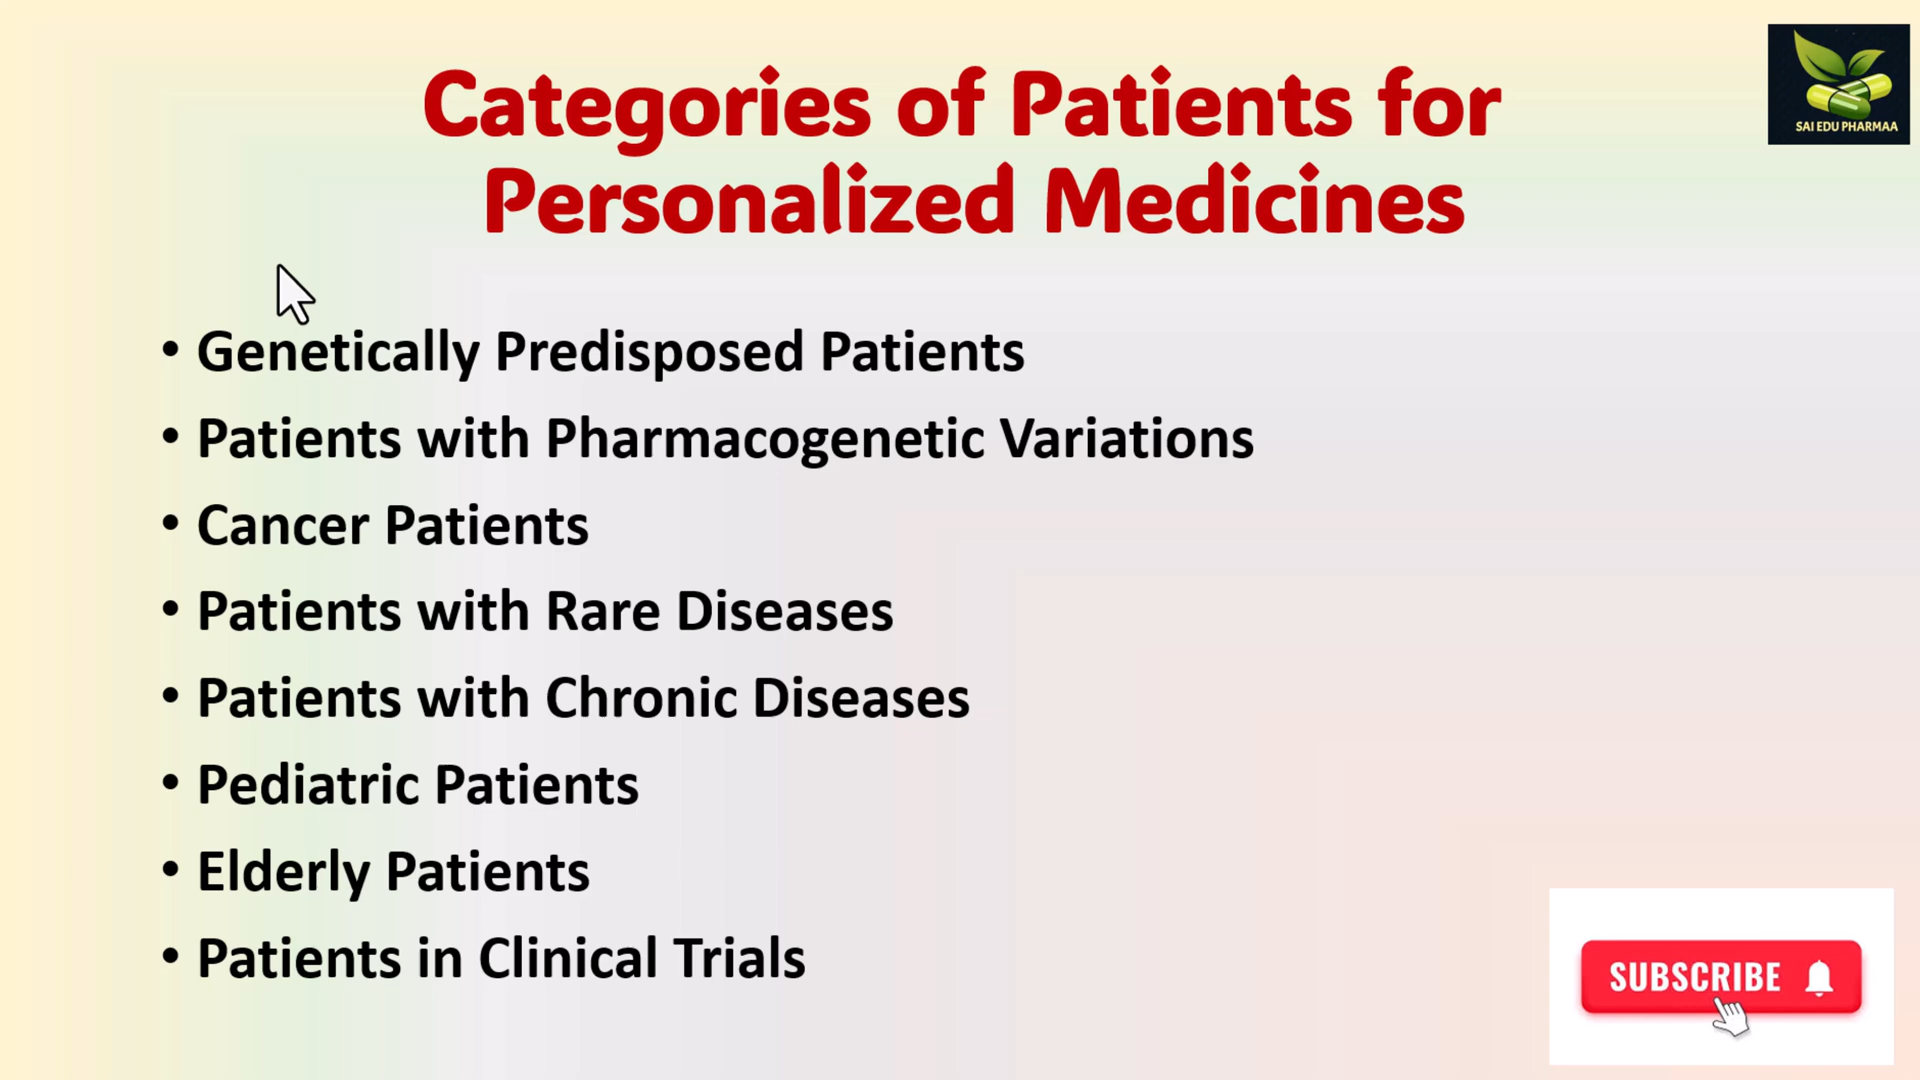 Categories of Patients for
Personalized Medicines
SAI EDU PHARMAA
• Genetically Predisposed Patients
• Patients with Pharmacogenetic Variations
• Cancer Patients
• Patients with Rare Diseases
• Patients with Chronic Diseases
• Pediatric Patients
• Elderly Patients
• Patients in Clinical Trials
SUBSCRIBE